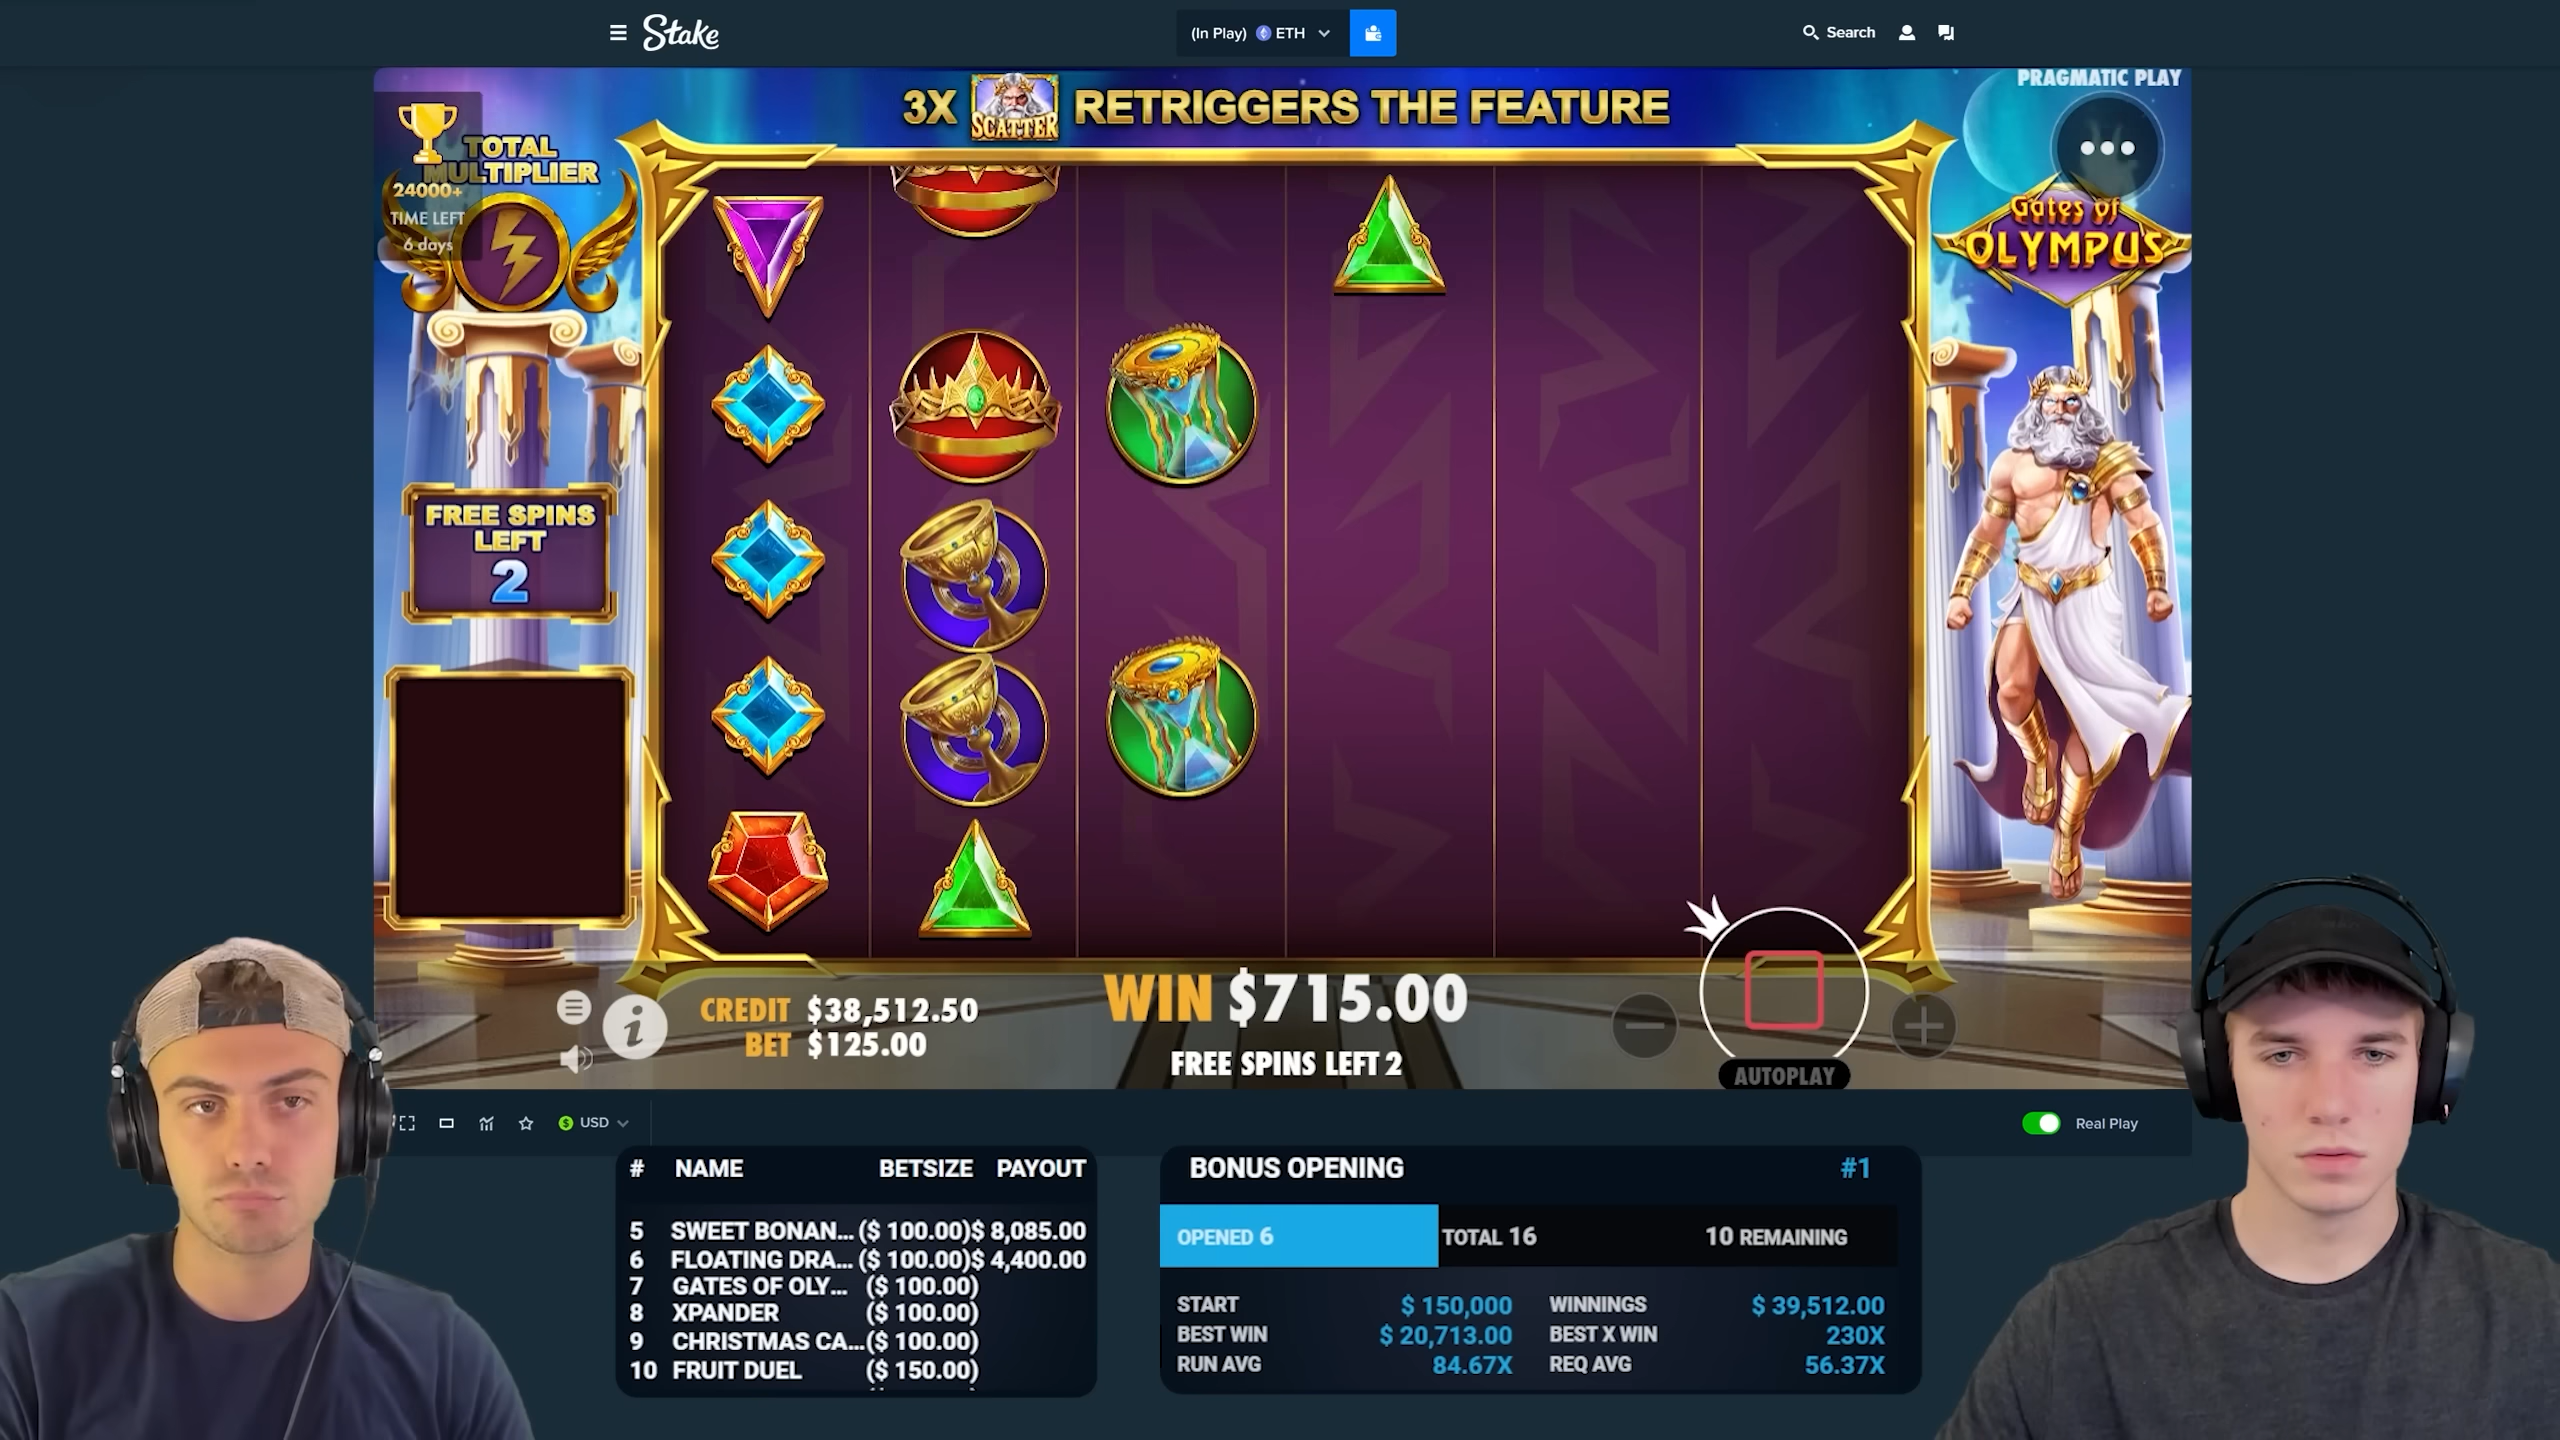 Stake
(In Play) ETH
Search
3X SCATTER RETRIGGERS THE FEATURE
PRAGMATIC PLAY
TOTAL
MULTIPLIER
24000+
TIME LEFT
6 days
Gates of
OLYMPUS
FREE SPINS
LEFT
2
CREDIT $38,512.50
BET $125.00
WIN $715.00
FREE SPINS LEFT 2
AUTOPLAY
USD
Real Play
# NAME BETSIZE PAYOUT
5 SWEET BONAN... ($ 100.00)$ 8,085.00
6 FLOATING DRA... ($ 100.00)$ 4,400.00
7 GATES OF OLY... ($ 100.00)
8 XPANDER ($ 100.00)
9 CHRISTMAS CA...($ 100.00)
10 FRUIT DUEL ($ 150.00)
BONUS OPENING #1
OPENED 6 TOTAL 16 10 REMAINING
START $ 150,000 WINNINGS $ 39,512.00
BEST WIN $ 20,713.00 BEST X WIN 230X
RUN AVG 84.67X REQ AVG 56.37X